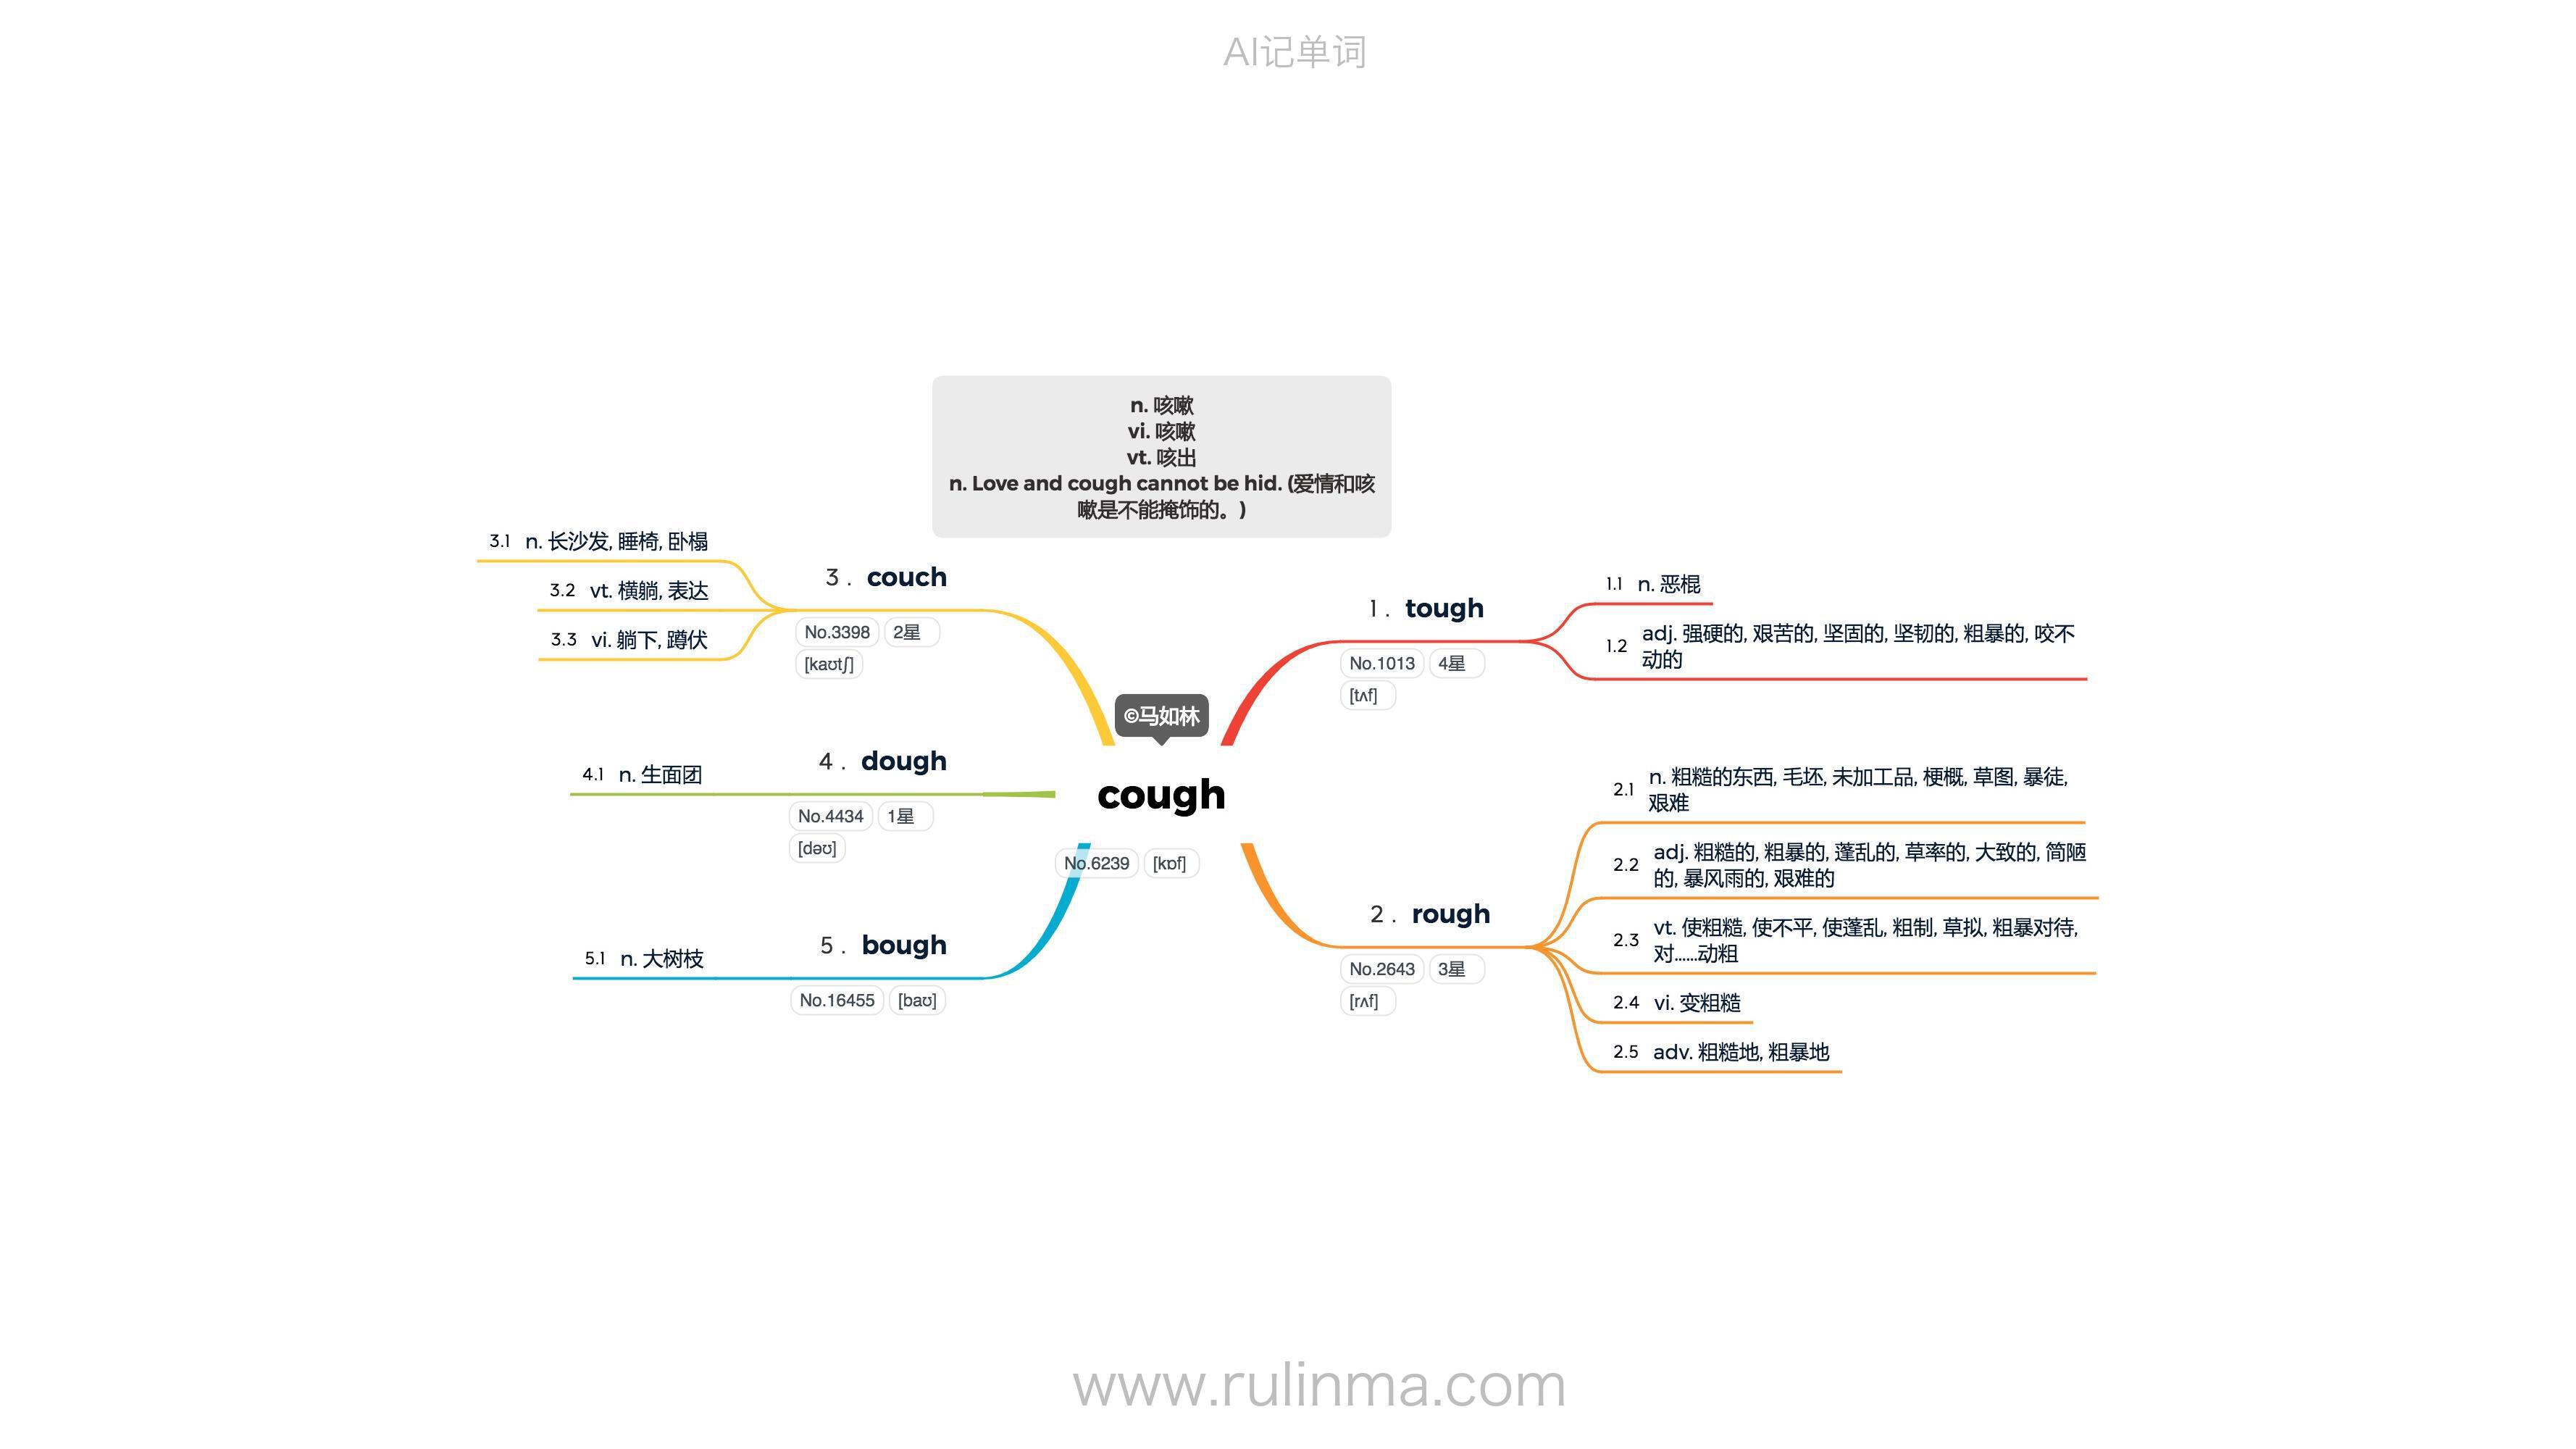 AI记单词
n. 咳嗽
vi. 咳嗽
vt. 咳出
n. Love and cough cannot be hid. (爱情和咳
嗽是不能掩饰的。)
©马如林
cough
No.6239 [kɒf]
1. tough
No.1013 4星
[tʌf]
1.1 n. 恶棍
1.2 adj. 强硬的, 艰苦的, 坚固的, 坚韧的, 粗暴的, 咬不
动的
2. rough
No.2643 3星
[rʌf]
2.1 n. 粗糙的东西, 毛坯, 未加工品, 梗概, 草图, 暴徒,
艰难
2.2 adj. 粗糙的, 粗暴的, 蓬乱的, 草率的, 大致的, 简陋
的, 暴风雨的, 艰难的
2.3 vt. 使粗糙, 使不平, 使蓬乱, 粗制, 草拟, 粗暴对待,
对......动粗
2.4 vi. 变粗糙
2.5 adv. 粗糙地, 粗暴地
3. couch
No.3398 2星
[kaʊtʃ]
3.1 n. 长沙发, 睡椅, 卧榻
3.2 vt. 横躺, 表达
3.3 vi. 躺下, 蹲伏
4. dough
No.4434 1星
[dəʊ]
4.1 n. 生面团
5. bough
No.16455 [baʊ]
5.1 n. 大树枝
www.rulinma.com